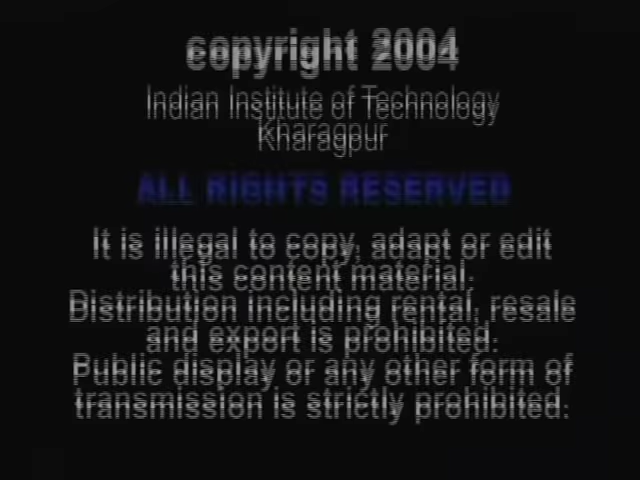 copyright 2004
Indian Institute of Technology
Kharagpur
ALL RIGHTS RESERVED
It is illegal to copy, adapt or edit
this content material.
Distribution including rental, resale
and export is prohibited.
Public display or any other form of
transmission is strictly prohibited.